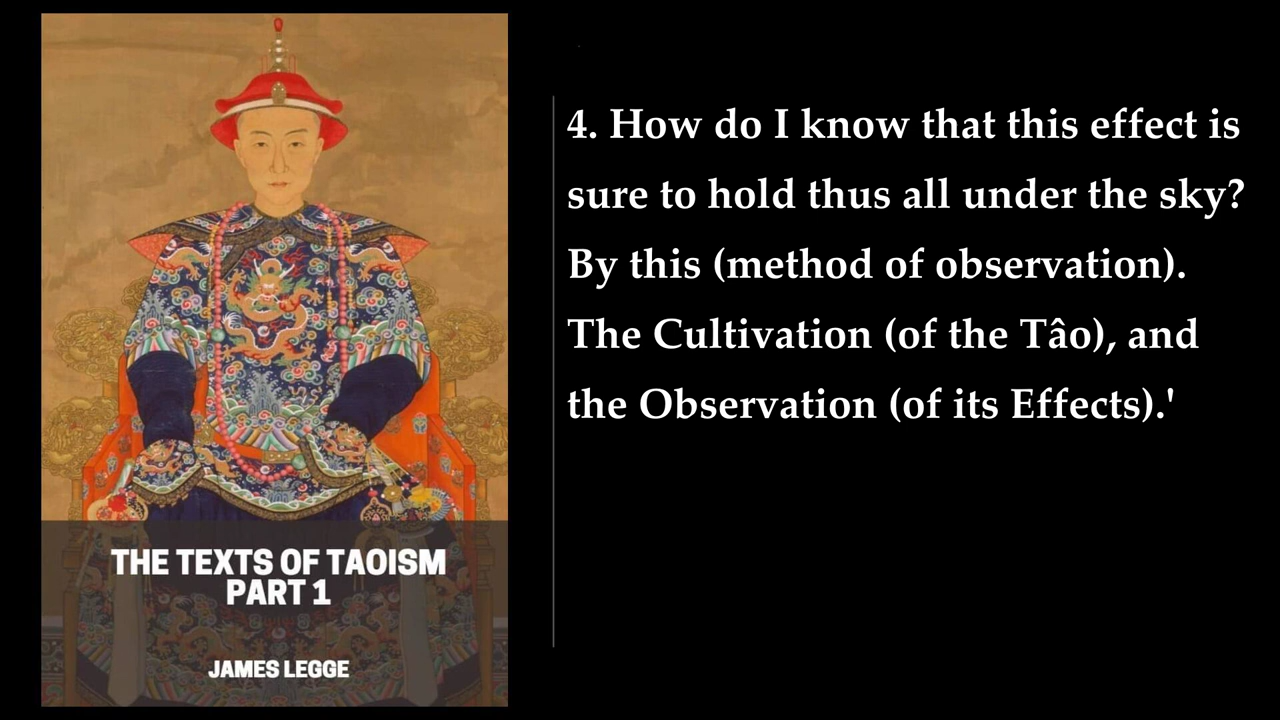 THE TEXTS OF TAOISM
PART 1
JAMES LEGGE
4. How do I know that this effect is
sure to hold thus all under the sky?
By this (method of observation).
The Cultivation (of the Tâo), and
the Observation (of its Effects).'